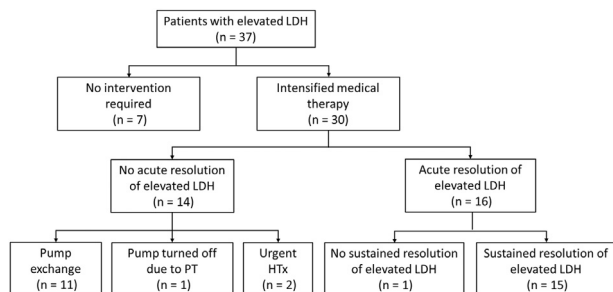 Patients with elevated LDH
(n = 37)
No intervention
required
(n = 7)
Intensified medical
therapy
(n = 30)
No acute resolution
of elevated LDH
(n = 14)
Acute resolution of
elevated LDH
(n = 16)
Pump
exchange
(n = 11)
Pump turned off
due to PT
(n = 1)
Urgent
HTx
(n = 2)
No sustained resolution
of elevated LDH
(n = 1)
Sustained resolution of
elevated LDH
(n = 15)